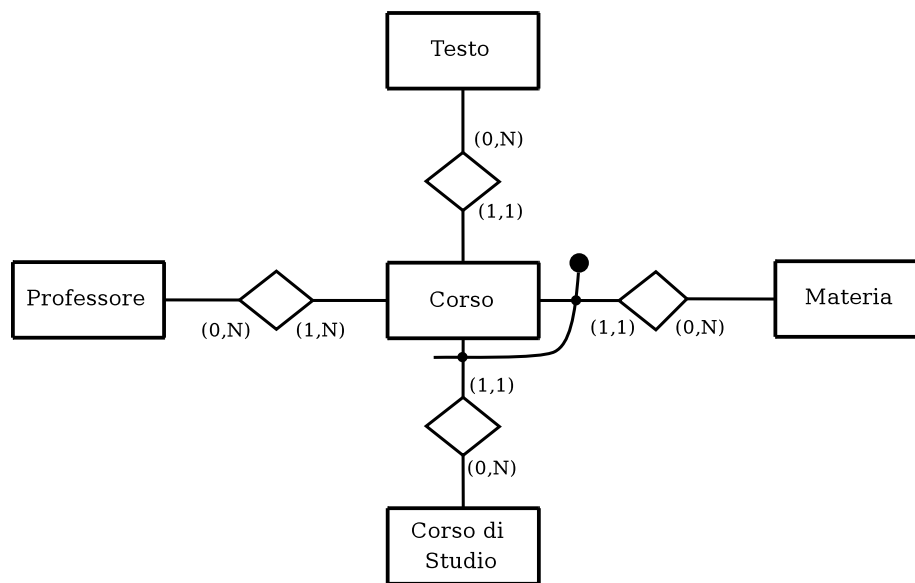 Testo
(0,N)
(1,1)
Professore
(0,N)
(1,N)
Corso
(1,1)
(0,N)
Materia
(1,1)
(0,N)
Corso di
Studio